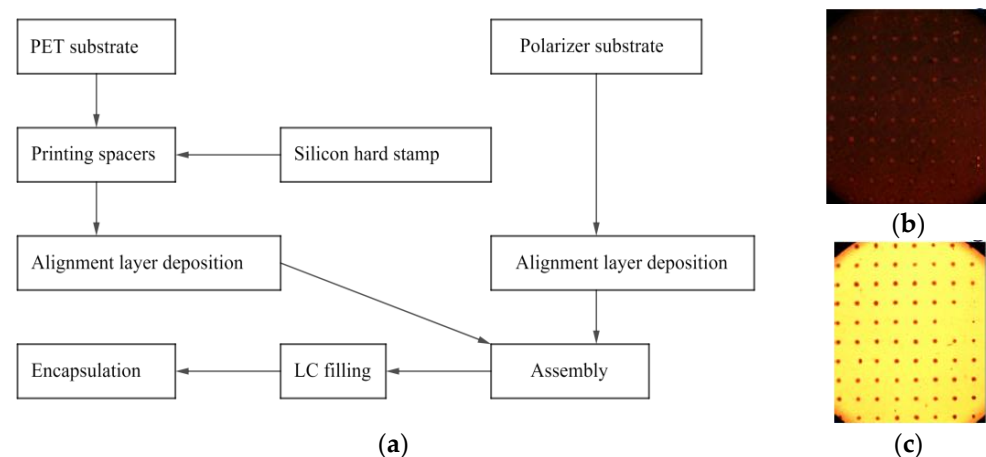 PET substrate
Polarizer substrate
Printing spacers
Silicon hard stamp
Alignment layer deposition
Alignment layer deposition
Encapsulation
LC filling
Assembly
(a)
(b)
(c)